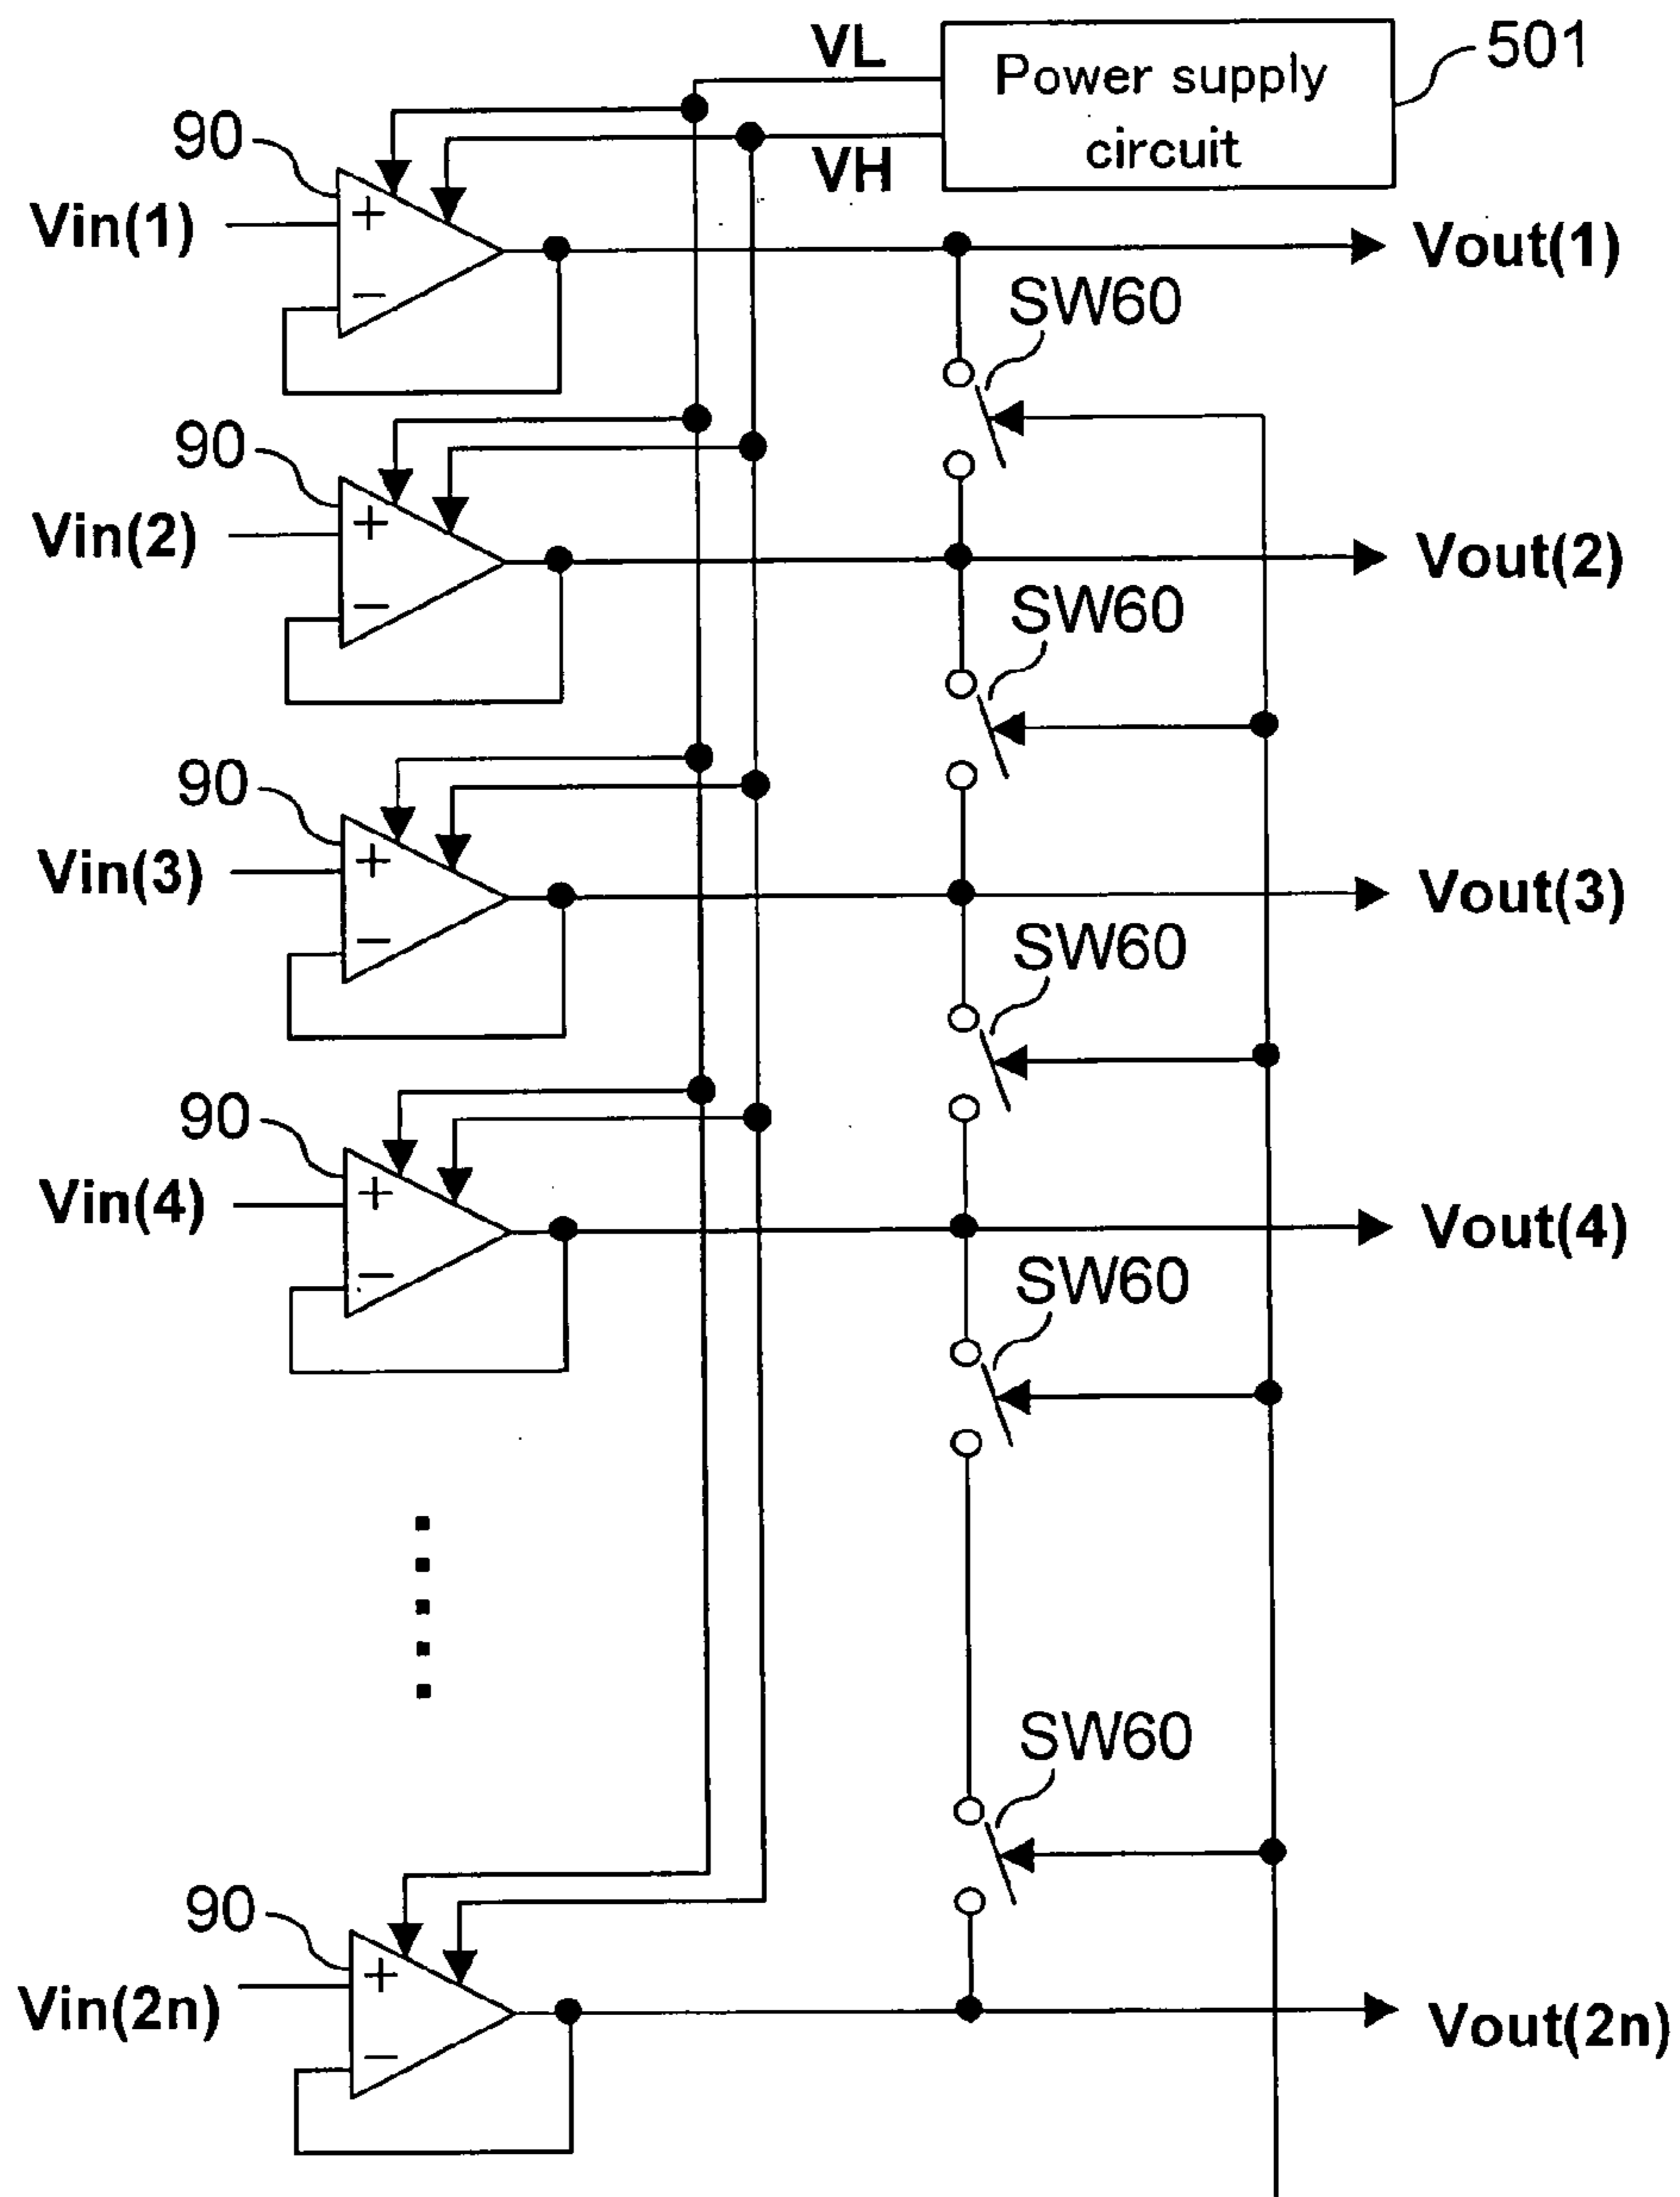 VL
Power supply
circuit
501
VH
90
Vin(1)
+
−
Vout(1)
SW60
90
Vin(2)
+
−
Vout(2)
SW60
90
Vin(3)
+
−
Vout(3)
SW60
90
Vin(4)
+
−
Vout(4)
SW60
SW60
90
Vin(2n)
+
−
Vout(2n)